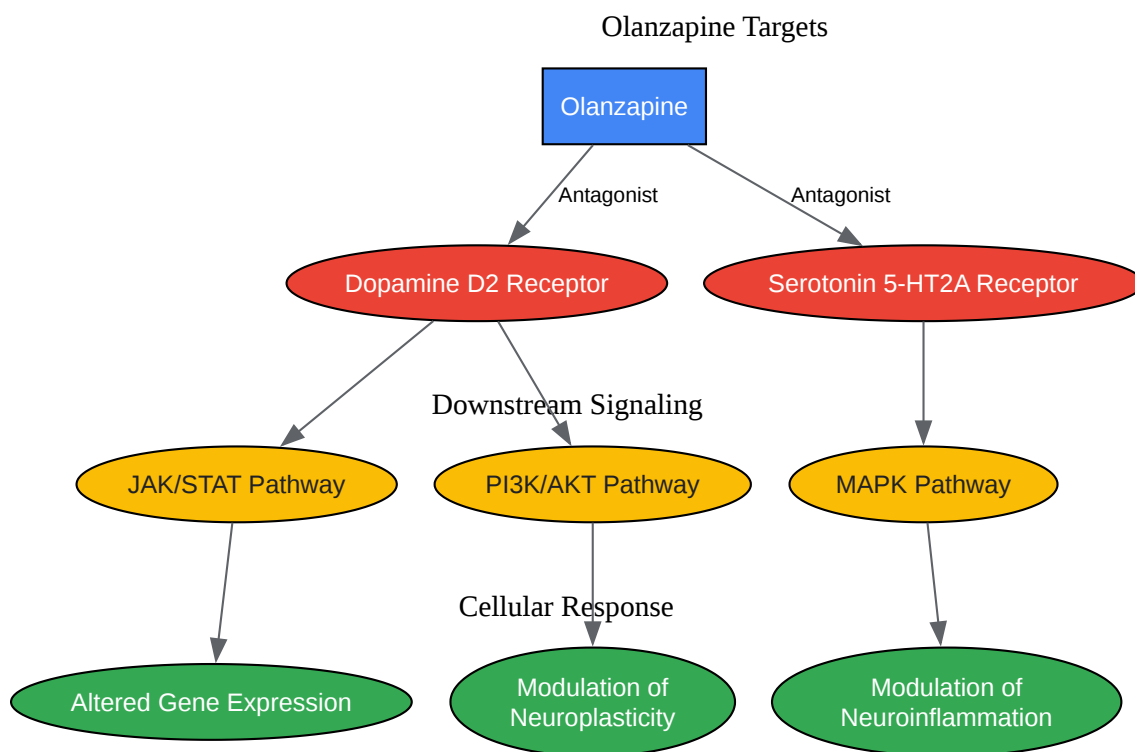 Olanzapine Targets
Olanzapine
Antagonist
Antagonist
Dopamine D2 Receptor
Serotonin 5-HT2A Receptor
Downstream Signaling
JAK/STAT Pathway
PI3K/AKT Pathway
MAPK Pathway
Cellular Response
Altered Gene Expression
Modulation of
Neuroplasticity
Modulation of
Neuroinflammation